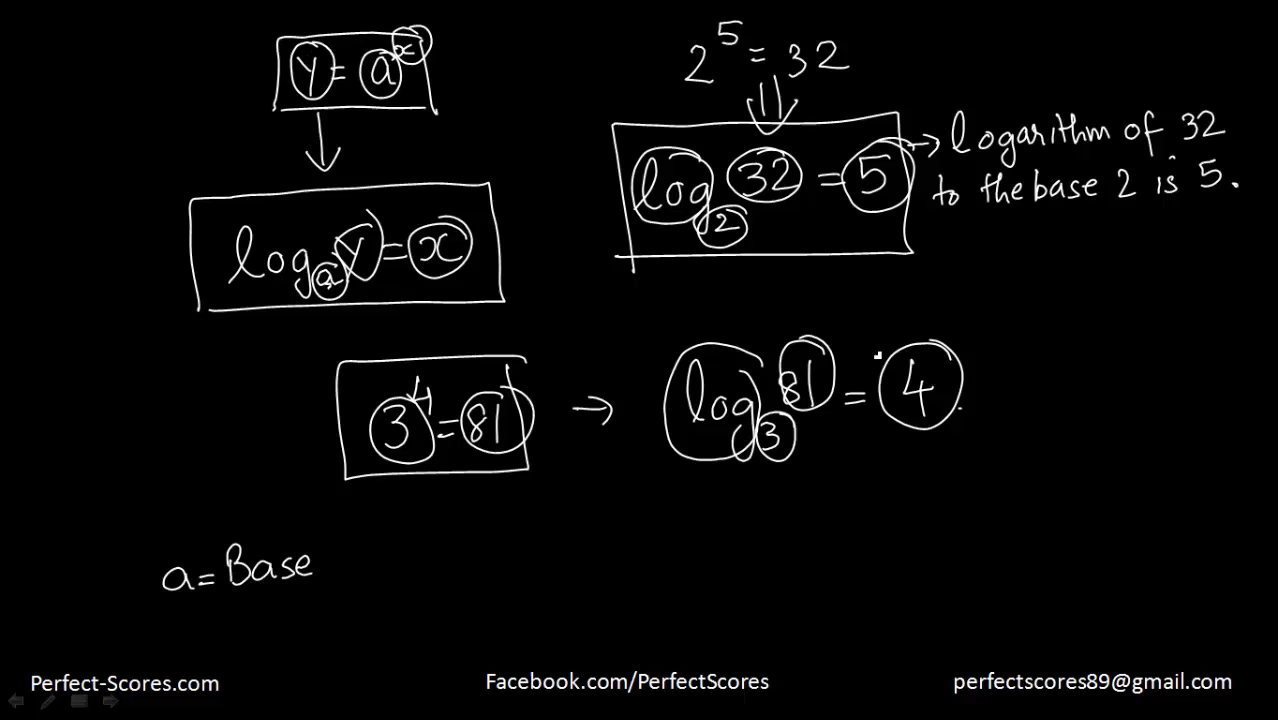 y = a^x
2^5 = 32
log_a y = x
log_2 32 = 5 → logarithm of 32
to the base 2 is 5.
3^4 = 81 → log_3 81 = 4
a = Base
Perfect-Scores.com
Facebook.com/PerfectScores
perfectscores89@gmail.com